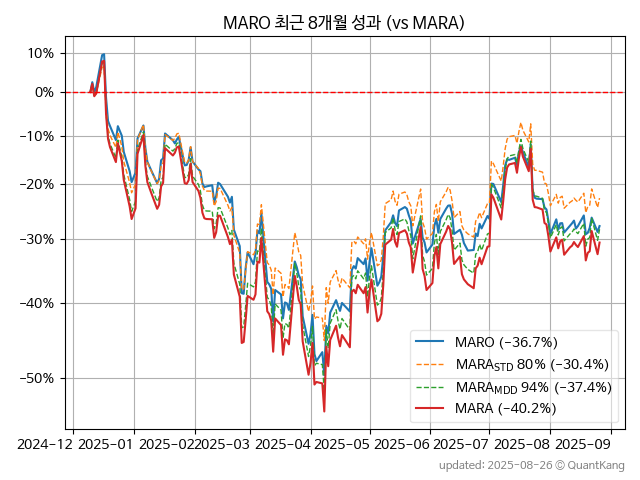 MARO 최근 8개월 성과 (vs MARA)
10%
0%
−10%
−20%
−30%
−40%
−50%
MARO (−36.7%)
MARA_STD 80% (−30.4%)
MARA_MDD 94% (−37.4%)
MARA (−40.2%)
2024−12 2025−01 2025−02 2025−03 2025−04 2025−05 2025−06 2025−07 2025−08 2025−09
updated: 2025−08−26 © QuantKang